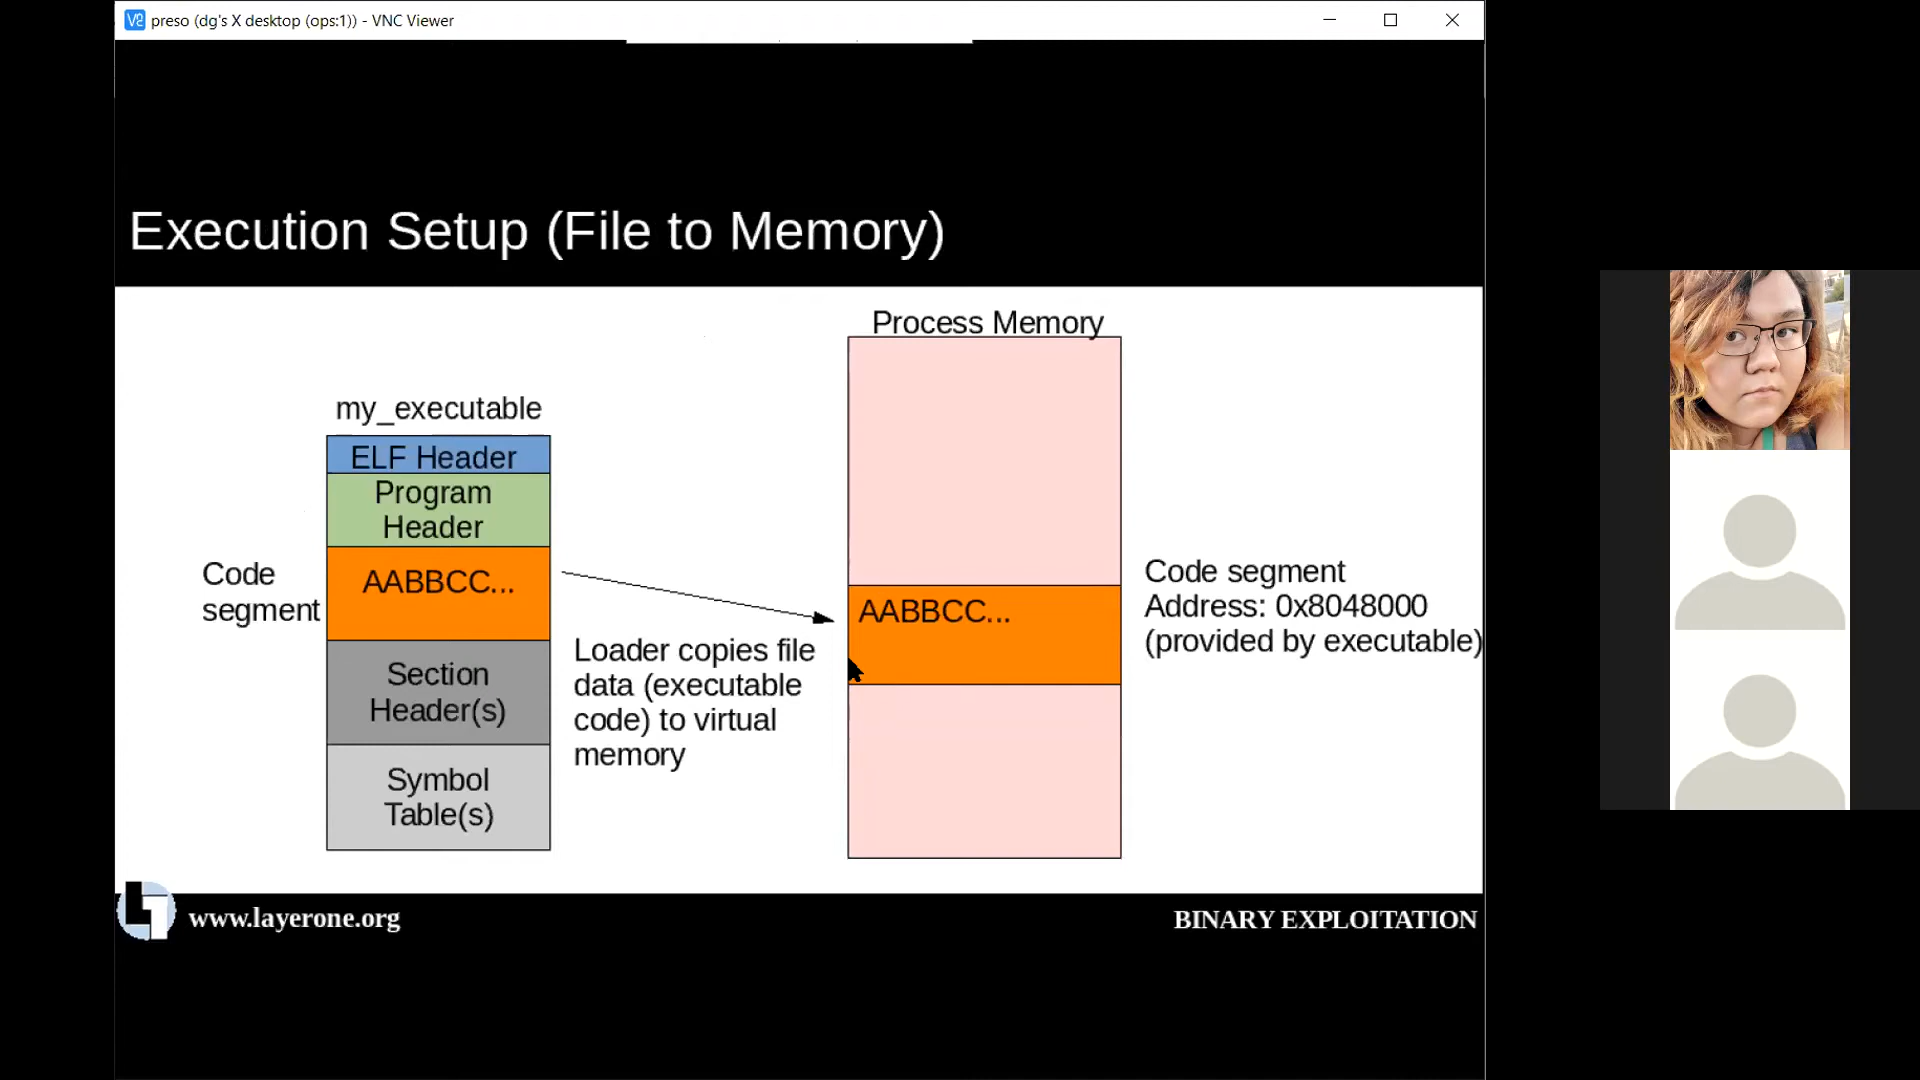 preso (dg's X desktop (ops:1)) - VNC Viewer
Execution Setup (File to Memory)
Process Memory
my_executable
ELF Header
Program
Header
Code
segment
AABBCC...
Section
Header(s)
Symbol
Table(s)
Loader copies file
data (executable
code) to virtual
memory
AABBCC...
Code segment
Address: 0x8048000
(provided by executable)
www.layerone.org
BINARY EXPLOITATION